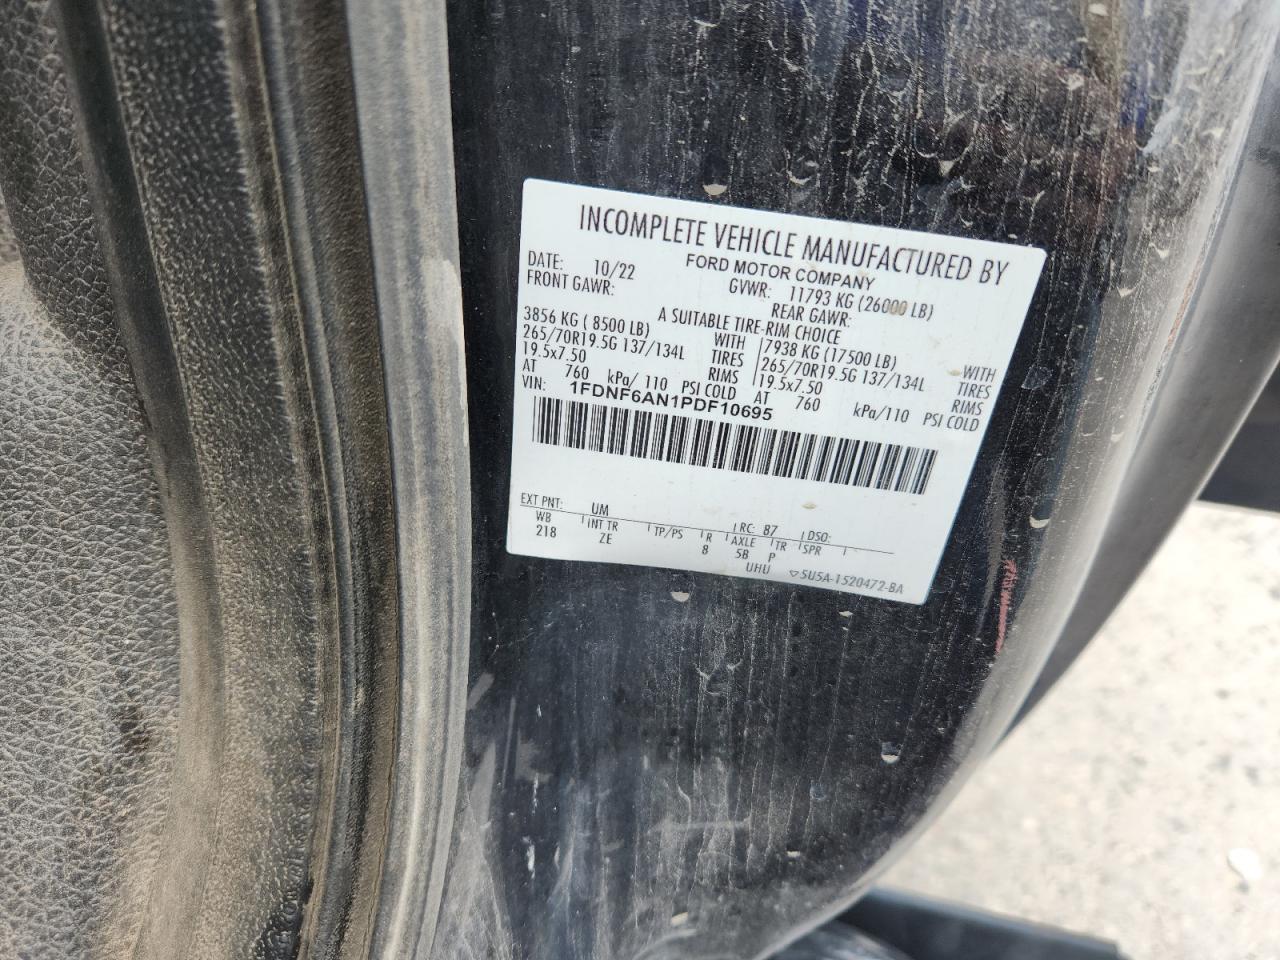 INCOMPLETE VEHICLE MANUFACTURED BY
FORD MOTOR COMPANY
DATE: 10/22 GVWR: 11793 KG (26000 LB)
FRONT GAWR: REAR GAWR:
A SUITABLE TIRE-RIM CHOICE
3856 KG ( 8500 LB) WITH 7938 KG (17500 LB) WITH
265/70R19.5G 137/134L TIRES 265/70R19.5G 137/134L TIRES
19.5x7.50 RIMS 19.5x7.50 RIMS
AT 760 kPa/ 110 PSI COLD AT 760 kPa/110 PSI COLD
VIN: 1FDNF6AN1PDF10695
EXT PNT: UM RC: 87 DSO:
WB INT TR TP/PS R AXLE TR SPR
218 ZE 8 5B P
UHU 5U5A-1520472-BA